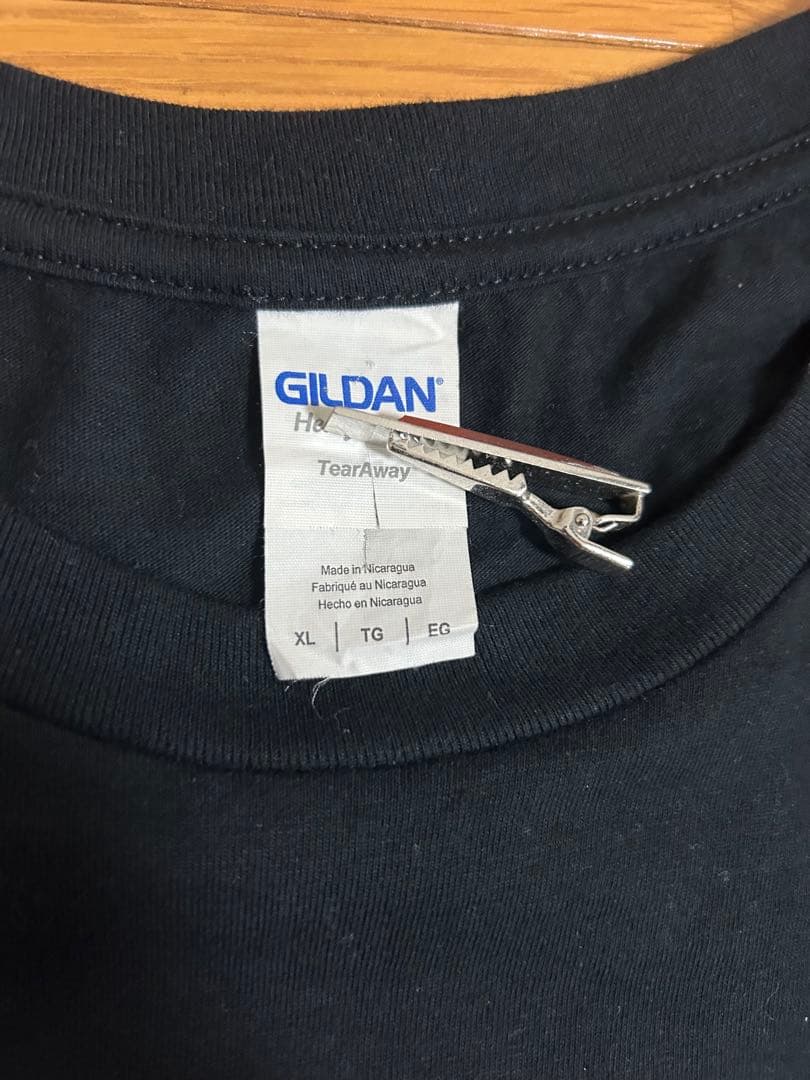 GILDAN®
TearAway
Made in Nicaragua
Fabriqué au Nicaragua
Hecho en Nicaragua
XL | TG | EG